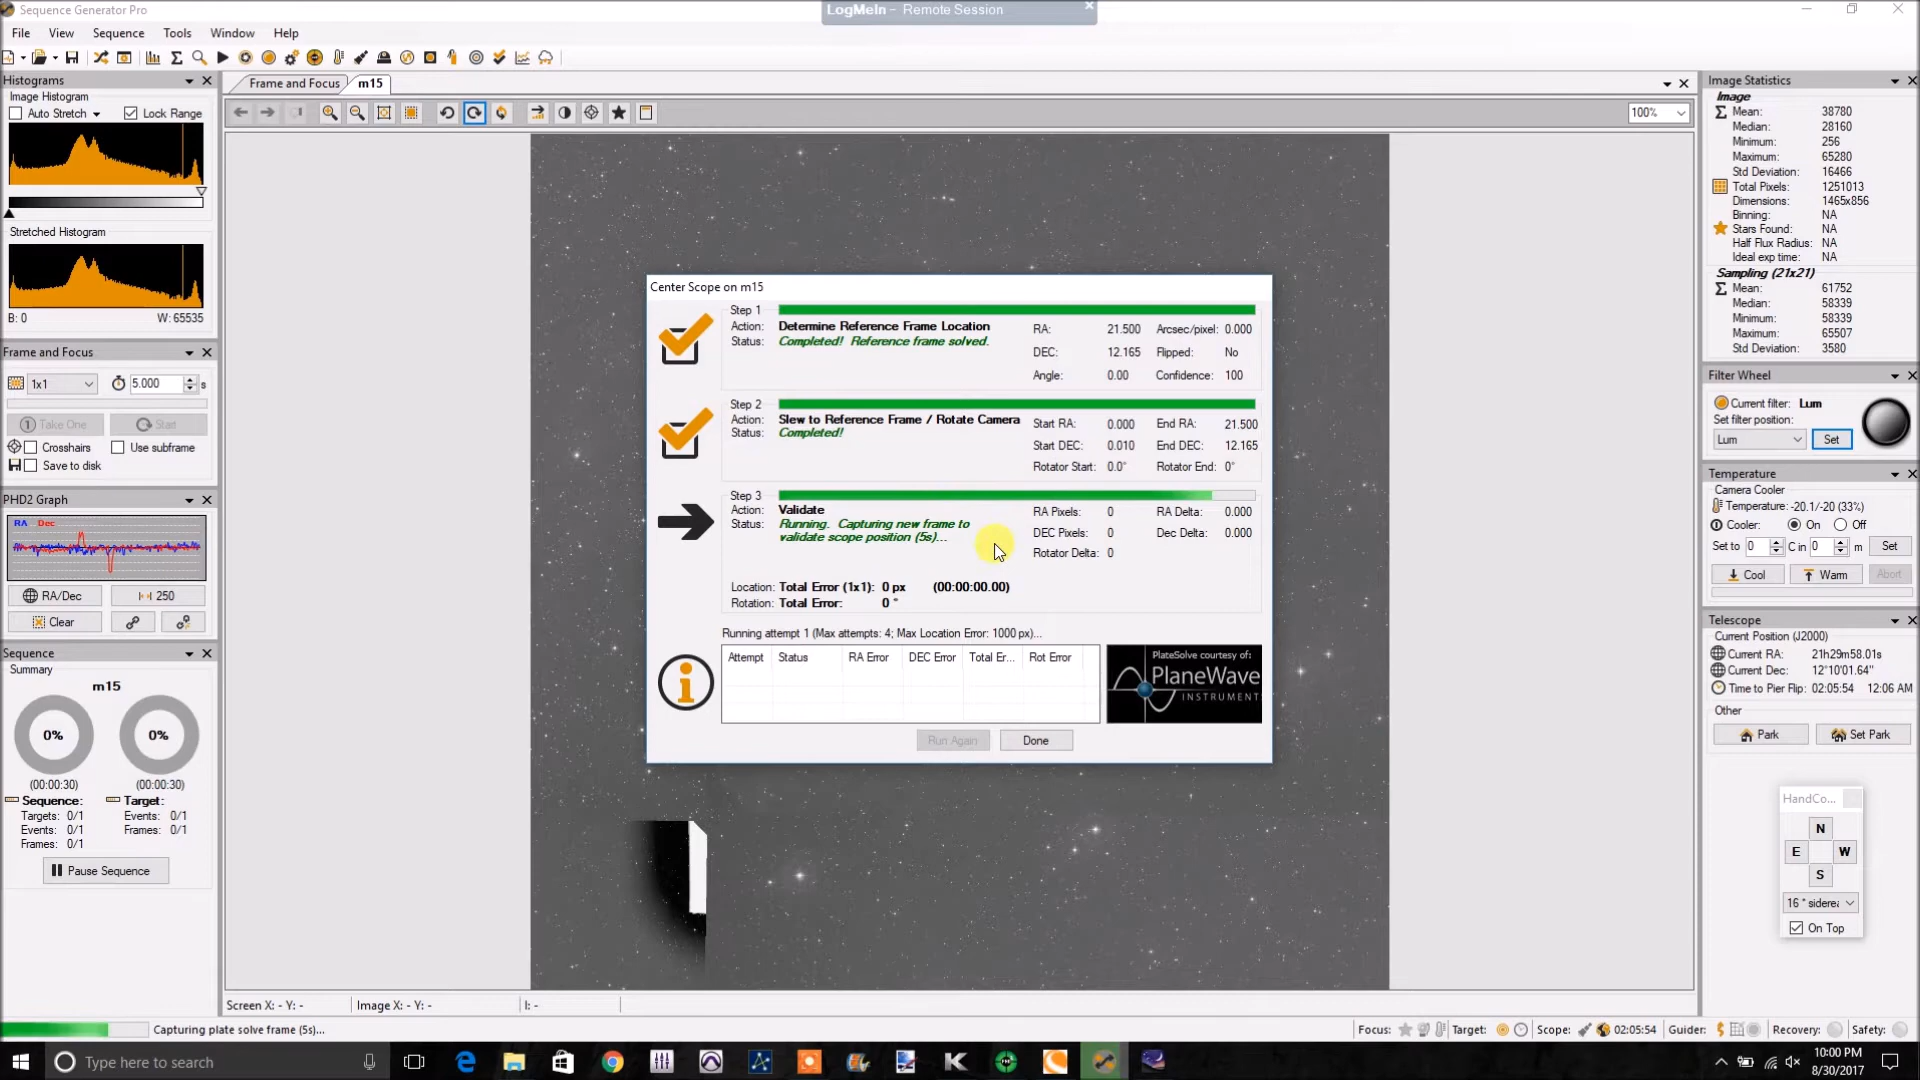 Sequence Generator Pro
LogMeIn – Remote Session
File View Sequence Tools Window Help
Histograms
Image Histogram
Auto Stretch
Lock Range
Stretched Histogram
B: 0 W: 65535
Frame and Focus
1x1
5.000 s
Take One
Start
Crosshairs
Use subframe
Save to disk
PHD2 Graph
RA Dec
RA/Dec
250
Clear
Sequence
Summary
m15
0% 0%
(00:00:30) (00:00:30)
Sequence: Target:
Targets: 0/1 Events: 0/1
Events: 0/1 Frames: 0/1
Frames: 0/1
Pause Sequence
Frame and Focus m15
100%
Center Scope on m15
Step 1
Action: Determine Reference Frame Location
Status: Completed! Reference frame solved.
RA: 21.500 Arcsec/pixel: 0.000
DEC: 12.165 Flipped: No
Angle: 0.00 Confidence: 100
Step 2
Action: Slew to Reference Frame / Rotate Camera
Status: Completed!
Start RA: 0.000 End RA: 21.500
Start DEC: 0.010 End DEC: 12.165
Rotator Start: 0.0° Rotator End: 0°
Step 3
Action: Validate
Status: Running. Capturing new frame to
validate scope position (5s)...
RA Pixels: 0 RA Delta: 0.000
DEC Pixels: 0 Dec Delta: 0.000
Rotator Delta: 0
Location: Total Error (1x1): 0 px (00:00:00.00)
Rotation: Total Error: 0 °
Running attempt 1 (Max attempts: 4; Max Location Error: 1000 px)...
Attempt Status RA Error DEC Error Total Er... Rot Error
PlateSolve courtesy of:
PlaneWave
INSTRUMENT
Run Again
Done
Image Statistics
Image
Mean: 38780
Median: 28160
Minimum: 256
Maximum: 65280
Std Deviation: 16466
Total Pixels: 1251013
Dimensions: 1465x856
Binning: NA
Stars Found: NA
Half Flux Radius: NA
Ideal exp time: NA
Sampling (21x21)
Mean: 61752
Median: 58339
Minimum: 58339
Maximum: 65507
Std Deviation: 3580
Filter Wheel
Current filter: Lum
Set filter position:
Lum
Set
Temperature
Camera Cooler
Temperature: -20.1/-20 (33%)
Cooler: On Off
Set to 0 C in 0 m Set
Cool Warm Abort
Telescope
Current Position (J2000)
Current RA: 21h29m58.01s
Current Dec: 12°10'01.64"
Time to Pier Flip: 02:05:54 12:06 AM
Other
Park Set Park
HandCo...
N
E W
S
16 * siderea
On Top
Screen X: - Y: - Image X: - Y: - I: -
Capturing plate solve frame (5s)...
Focus: Target: Scope: 02:05:54 Guider: Recovery: Safety:
Type here to search
10:00 PM
8/30/2017